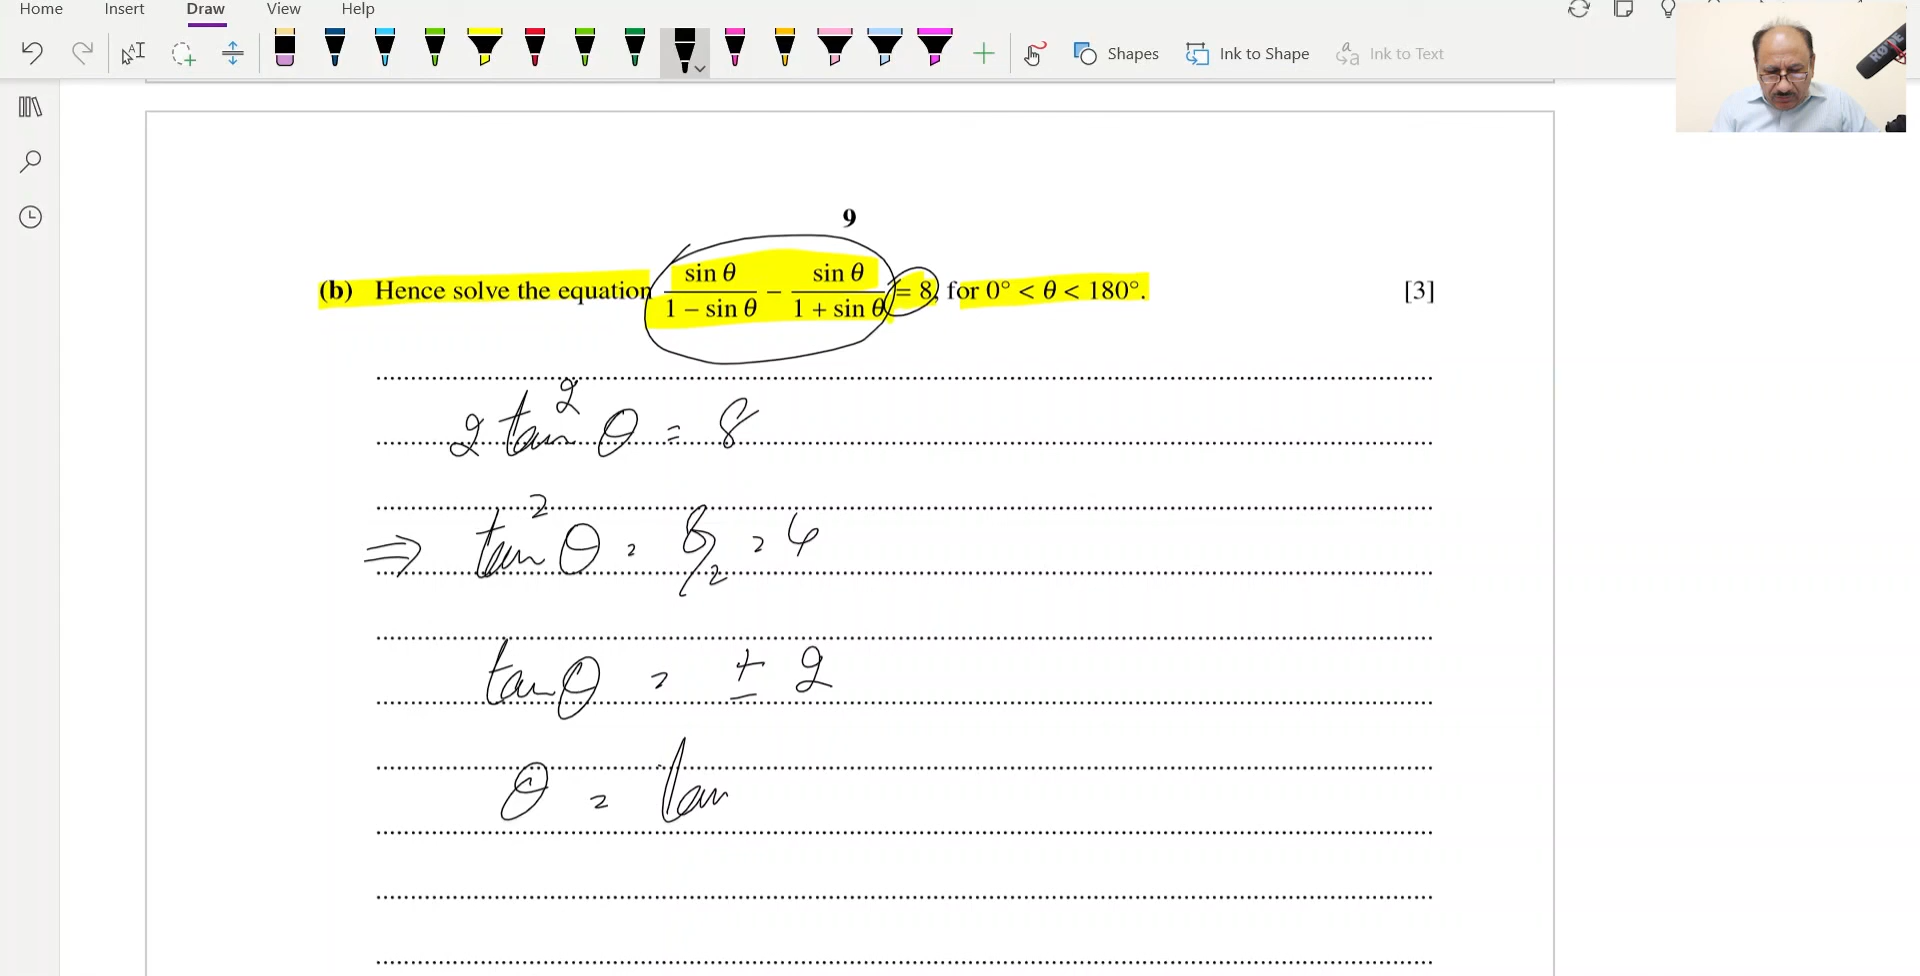 Home Insert Draw View Help
Shapes Ink to Shape Ink to Text
RØDE
9
(b) Hence solve the equation sin θ / (1 − sin θ) − sin θ / (1 + sin θ) = 8, for 0° < θ < 180°. [3]
2 tan² θ = 8
⇒ tan² θ = 8/2 = 4
tan θ = ± 2
θ = tan